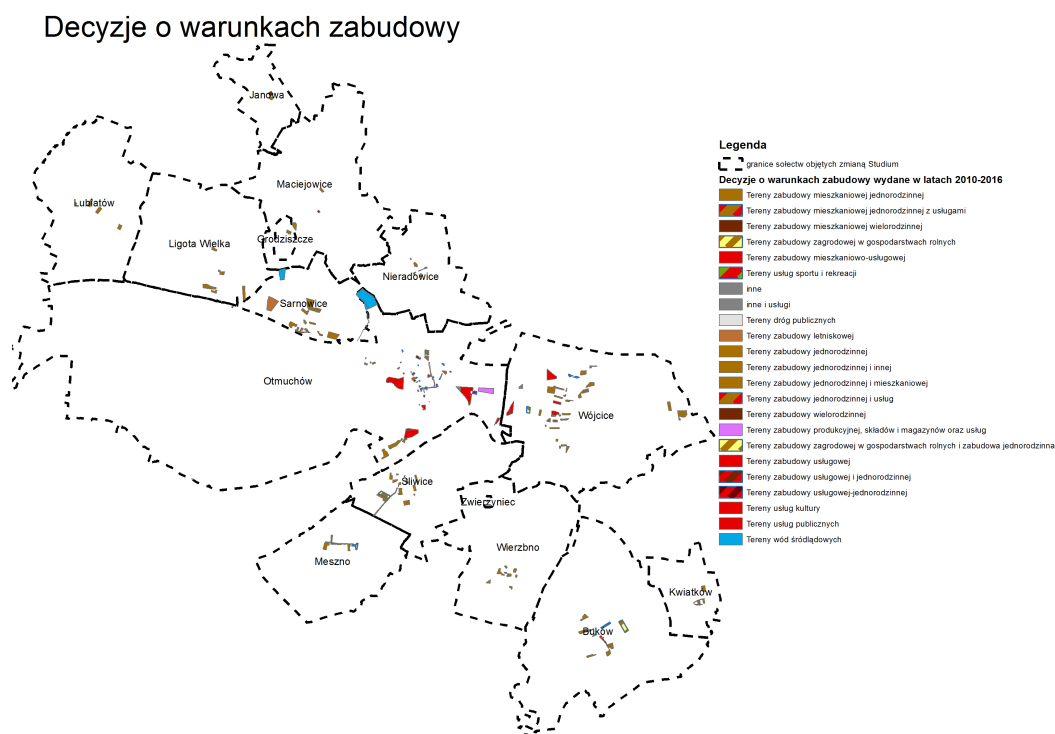 Decyzje o warunkach zabudowy
Janowa
Maciejowice
Lubiatów
Ligota Wielka
Grodziszcze
Nieradowice
Sarnowice
Otmuchów
Wójcice
Śliwice
Zwierzyniec
Wierzbno
Meszno
Kwiatków
Buków
Legenda
granice sołectw objętych zmianą Studium
Decyzje o warunkach zabudowy wydane w latach 2010-2016
Tereny zabudowy mieszkaniowej jednorodzinnej
Tereny zabudowy mieszkaniowej jednorodzinnej z usługami
Tereny zabudowy mieszkaniowej wielorodzinnej
Tereny zabudowy zagrodowej w gospodarstwach rolnych
Tereny zabudowy mieszkaniowo-usługowej
Tereny usług sportu i rekreacji
inne
inne i usługi
Tereny dróg publicznych
Tereny zabudowy letniskowej
Tereny zabudowy jednorodzinnej
Tereny zabudowy jednorodzinnej i innej
Tereny zabudowy jednorodzinnej i mieszkaniowej
Tereny zabudowy jednorodzinnej i usług
Tereny zabudowy wielorodzinnej
Tereny zabudowy produkcyjnej, składów i magazynów oraz usług
Tereny zabudowy zagrodowej w gospodarstwach rolnych i zabudowa jednorodzinna
Tereny zabudowy usługowej
Tereny zabudowy usługowej i jednorodzinnej
Tereny zabudowy usługowej-jednorodzinnej
Tereny usług kultury
Tereny usług publicznych
Tereny wód śródlądowych